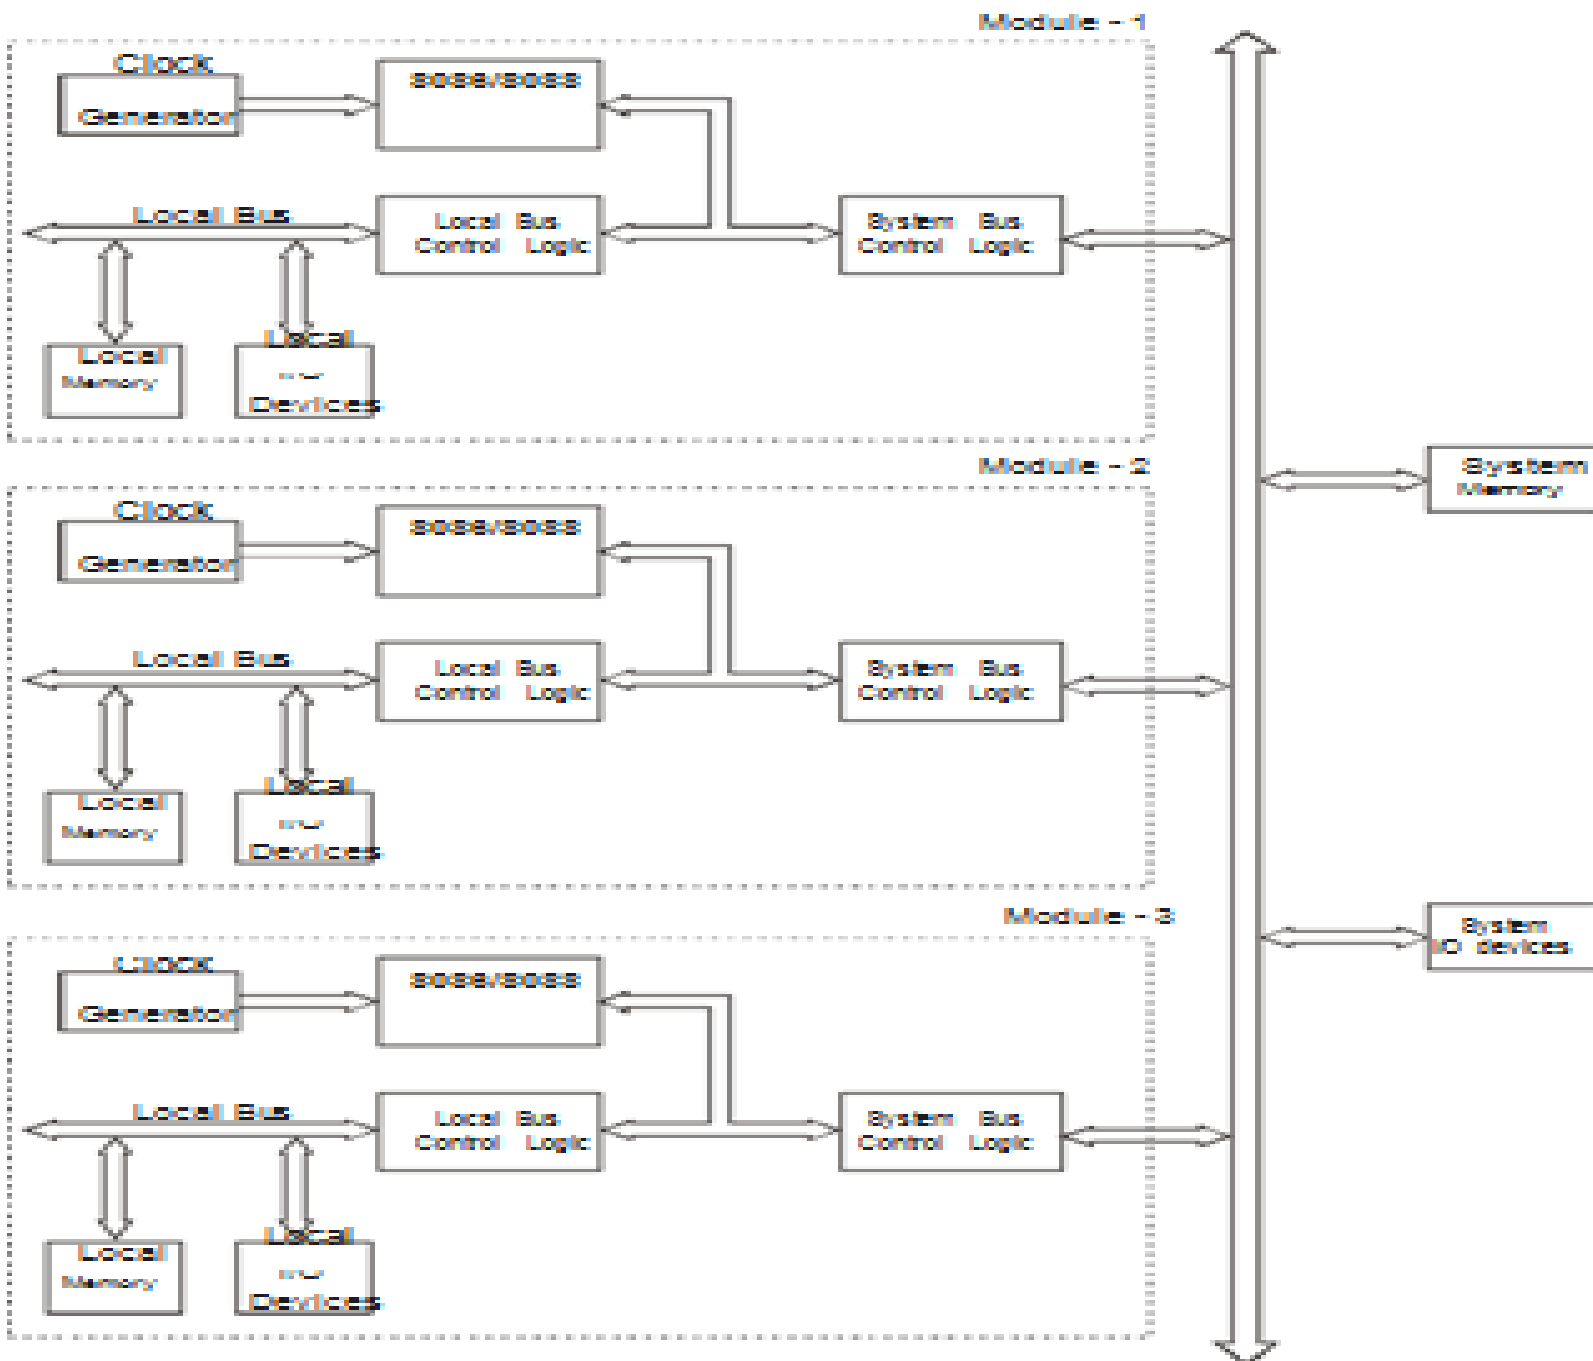 Module - 1
Clock
Generator
8086/8088
Local Bus
Local Bus
Control Logic
System Bus
Control Logic
Local
Memory
Local
Devices
Module - 2
Clock
Generator
8086/8088
Local Bus
Local Bus
Control Logic
System Bus
Control Logic
Local
Memory
Local
I/O
Devices
System
Memory
Module - 3
Clock
Generator
8086/8088
Local Bus
Local Bus
Control Logic
System Bus
Control Logic
Local
Memory
Local
I/O
Devices
System
IO devices